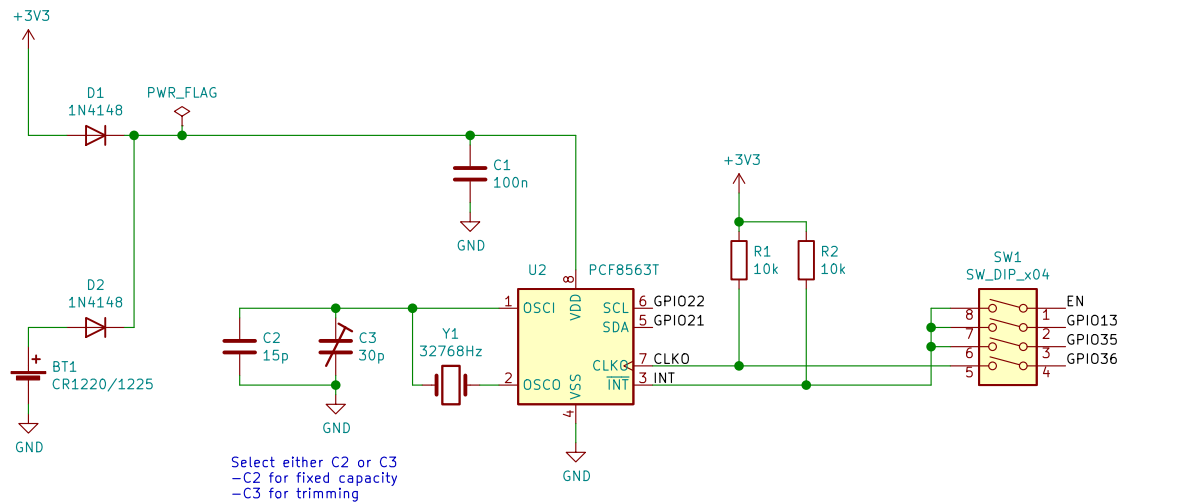 +3V3
D1
1N4148
PWR_FLAG
C1
100n
GND
+3V3
R1
10k
R2
10k
D2
1N4148
BT1
CR1220/1225
GND
C2
15p
C3
30p
GND
Y1
32768Hz
U2
PCF8563T
8
VDD
1
OSCI
2
OSCO
SCL
6
GPIO22
SDA
5
GPIO21
CLKO
7
CLKO
INT
3
INT
VSS
4
GND
SW1
SW_DIP_x04
8
1
EN
7
2
GPIO13
6
3
GPIO35
5
4
GPIO36
Select either C2 or C3
-C2 for fixed capacity
-C3 for trimming